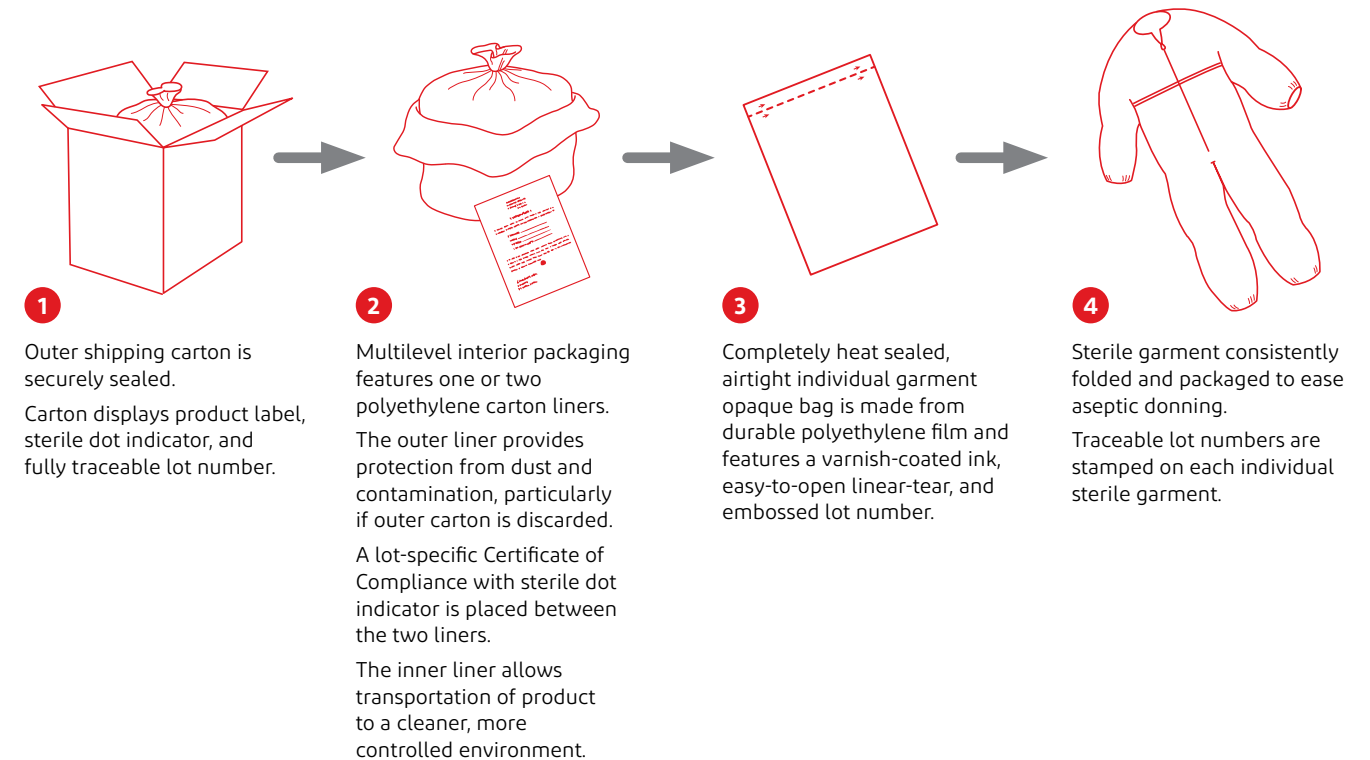 1
Outer shipping carton is
securely sealed.
Carton displays product label,
sterile dot indicator, and
fully traceable lot number.
2
Multilevel interior packaging
features one or two
polyethylene carton liners.
The outer liner provides
protection from dust and
contamination, particularly
if outer carton is discarded.
A lot-specific Certificate of
Compliance with sterile dot
indicator is placed between
the two liners.
The inner liner allows
transportation of product
to a cleaner, more
controlled environment.
3
Completely heat sealed,
airtight individual garment
opaque bag is made from
durable polyethylene film and
features a varnish-coated ink,
easy-to-open linear-tear, and
embossed lot number.
4
Sterile garment consistently
folded and packaged to ease
aseptic donning.
Traceable lot numbers are
stamped on each individual
sterile garment.